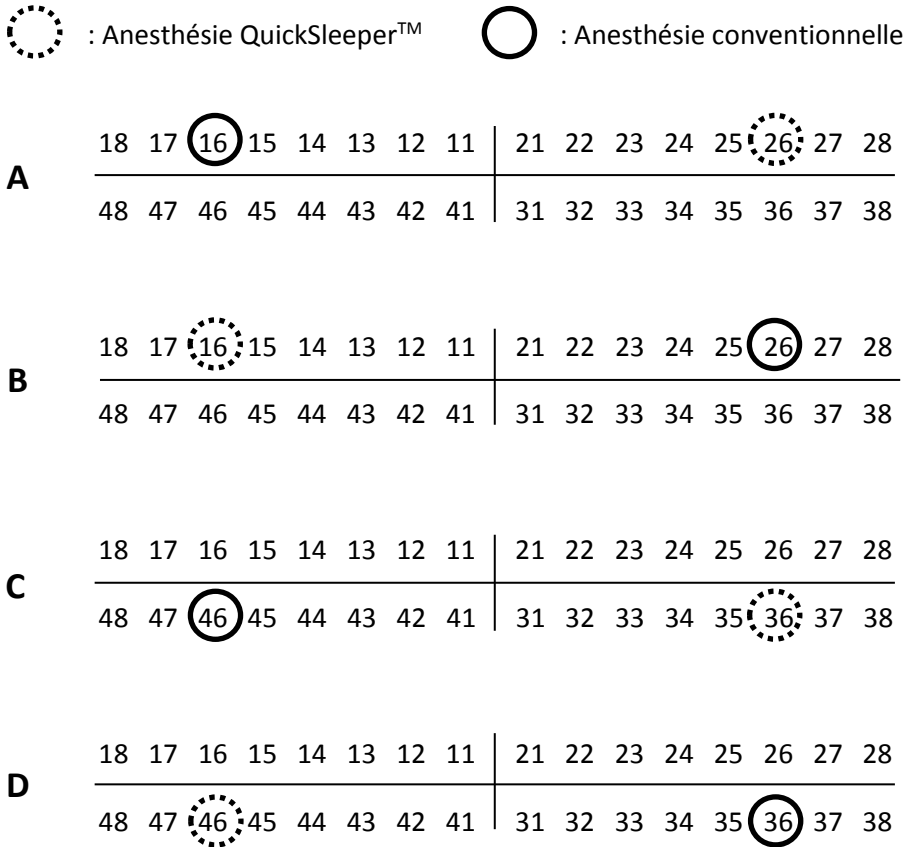 : Anesthésie QuickSleeper™ : Anesthésie conventionnelle
18 17 16 15 14 13 12 11 21 22 23 24 25 26 27 28
A
48 47 46 45 44 43 42 41 31 32 33 34 35 36 37 38
18 17 16 15 14 13 12 11 21 22 23 24 25 26 27 28
B
48 47 46 45 44 43 42 41 31 32 33 34 35 36 37 38
18 17 16 15 14 13 12 11 21 22 23 24 25 26 27 28
C
48 47 46 45 44 43 42 41 31 32 33 34 35 36 37 38
18 17 16 15 14 13 12 11 21 22 23 24 25 26 27 28
D
48 47 46 45 44 43 42 41 31 32 33 34 35 36 37 38